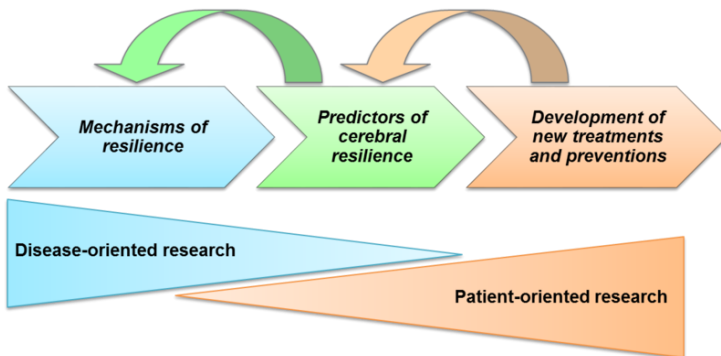 Mechanisms of
resilience
Predictors of
cerebral
resilience
Development of
new treatments
and preventions
Disease-oriented research
Patient-oriented research